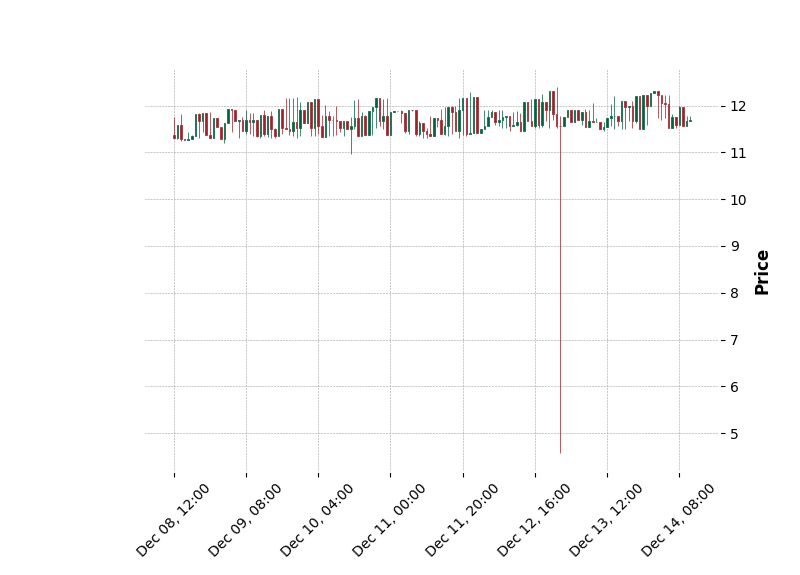 12
11
10
9
8
7
6
5
Price
Dec 08, 12:00
Dec 09, 08:00
Dec 10, 04:00
Dec 11, 00:00
Dec 11, 20:00
Dec 12, 16:00
Dec 13, 12:00
Dec 14, 08:00